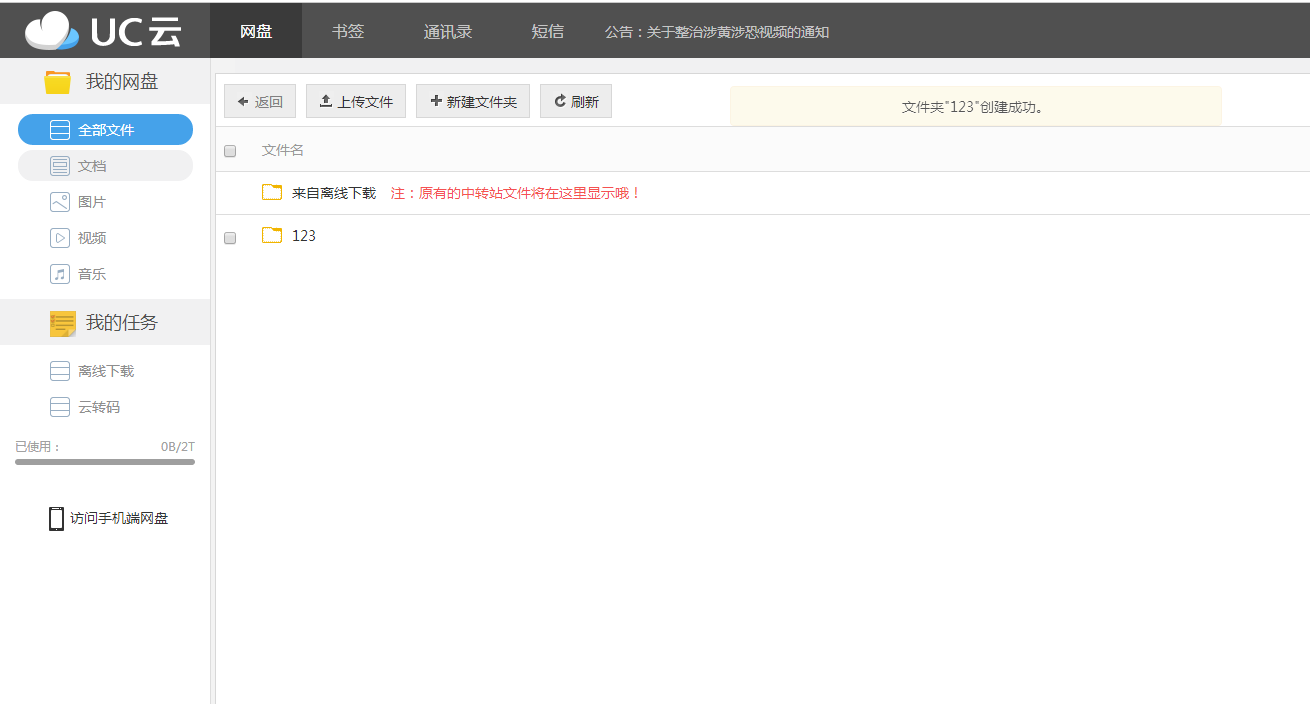 UC云
网盘 书签 通讯录 短信 公告：关于整治涉黄涉恐视频的通知
我的网盘
全部文件
文档
图片
视频
音乐
我的任务
离线下载
云转码
已使用： 0B/2T
访问手机端网盘
返回 上传文件 新建文件夹 刷新
文件夹"123"创建成功。
文件名
来自离线下载 注：原有的中转站文件将在这里显示哦！
123